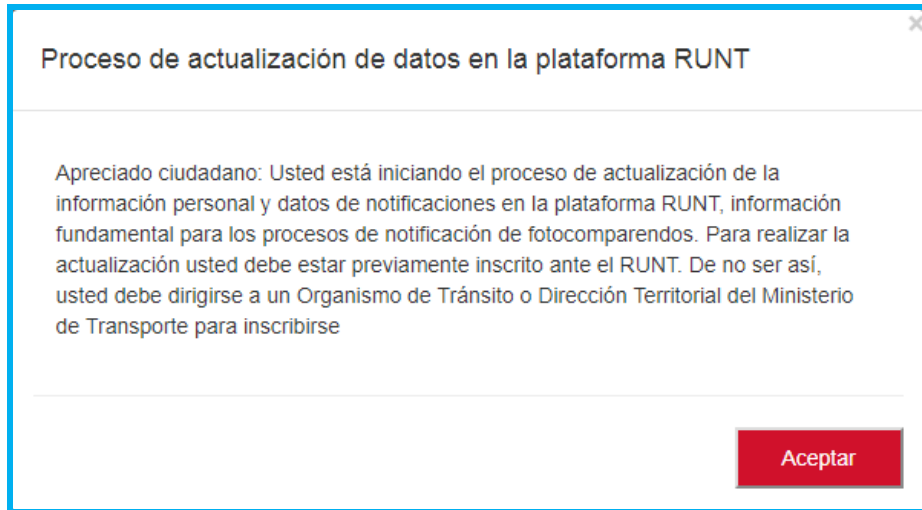 Proceso de actualización de datos en la plataforma RUNT
Apreciado ciudadano: Usted está iniciando el proceso de actualización de la
información personal y datos de notificaciones en la plataforma RUNT, información
fundamental para los procesos de notificación de fotocomparendos. Para realizar la
actualización usted debe estar previamente inscrito ante el RUNT. De no ser así,
usted debe dirigirse a un Organismo de Tránsito o Dirección Territorial del Ministerio
de Transporte para inscribirse
Aceptar